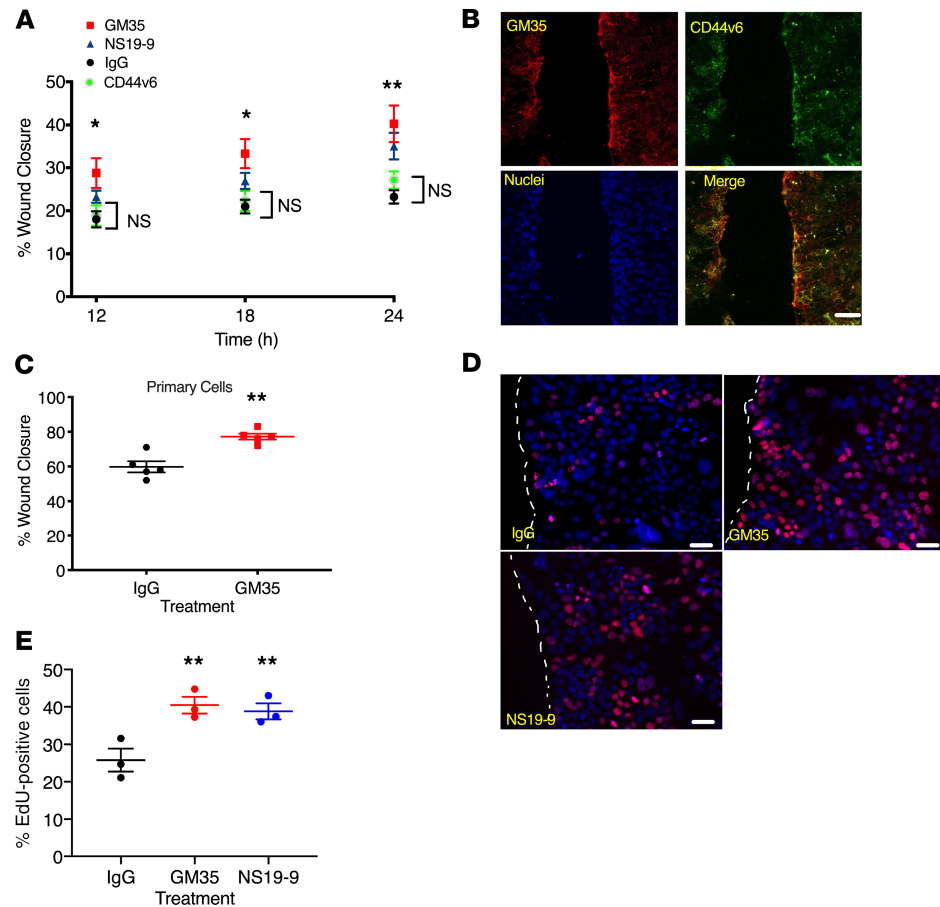 A
GM35
NS19-9
IgG
CD44v6
50
40
30
20
10
0
% Wound Closure
*
*
**
NS
NS
NS
12
18
24
Time (h)
B
GM35
CD44v6
Nuclei
Merge
C
Primary Cells
**
100
80
60
40
20
0
% Wound Closure
IgG
GM35
Treatment
D
IgG
GM35
NS19-9
E
**
**
50
40
30
20
10
0
% EdU-positive cells
IgG
GM35
NS19-9
Treatment